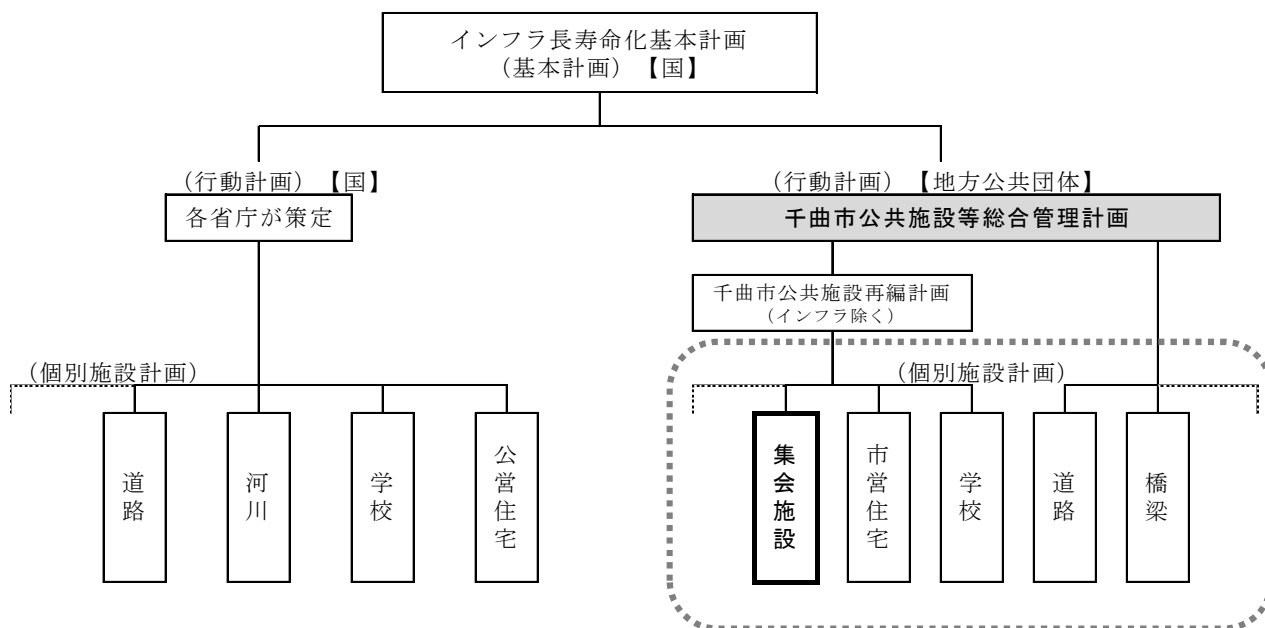 インフラ長寿命化基本計画
（基本計画）【国】
（行動計画）【国】
各省庁が策定
（行動計画）【地方公共団体】
千曲市公共施設等総合管理計画
千曲市公共施設再編計画
（インフラ除く）
（個別施設計画）
道路
河川
学校
公営住宅
（個別施設計画）
集会施設
市営住宅
学校
道路
橋梁